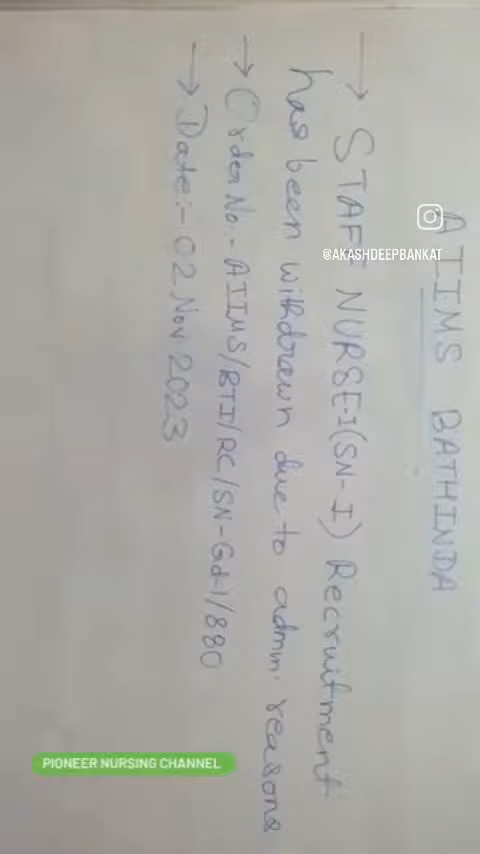 AIIMS BATHINDA
→ STAFF NURSE-I (SN-I) Recruitment
has been withdrawn due to admn. reasons
→ Order No:- AIIMS/BTI/RC/SN-Gd-I/880
→ Date:- 02 Nov 2023
@AKASHDEEPBANKAT
PIONEER NURSING CHANNEL